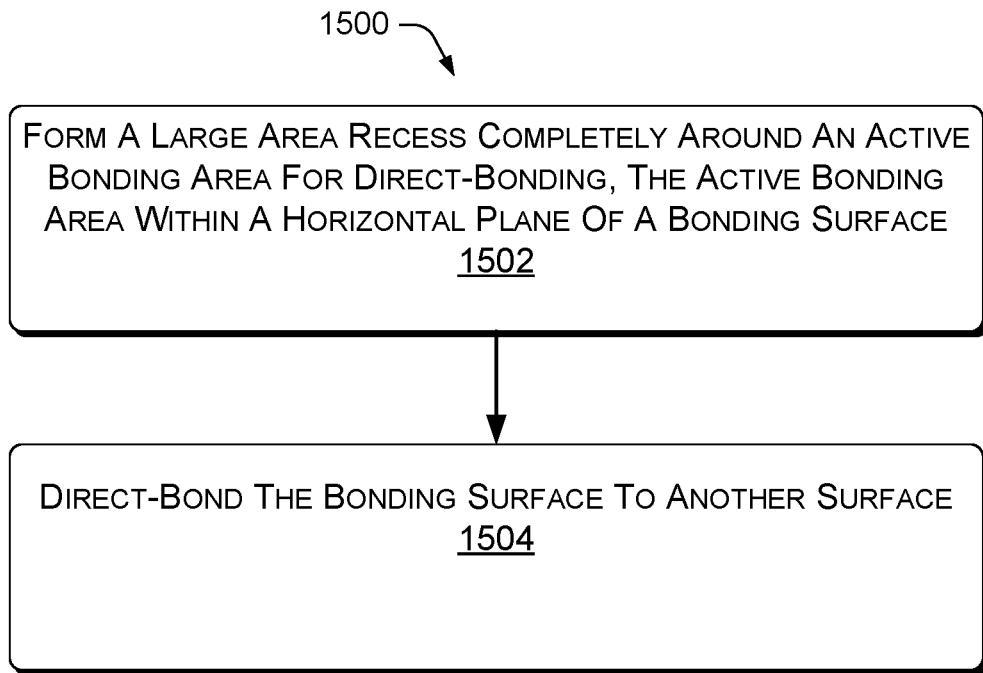 1500
FORM A LARGE AREA RECESS COMPLETELY AROUND AN ACTIVE
BONDING AREA FOR DIRECT-BONDING, THE ACTIVE BONDING
AREA WITHIN A HORIZONTAL PLANE OF A BONDING SURFACE
1502
DIRECT-BOND THE BONDING SURFACE TO ANOTHER SURFACE
1504